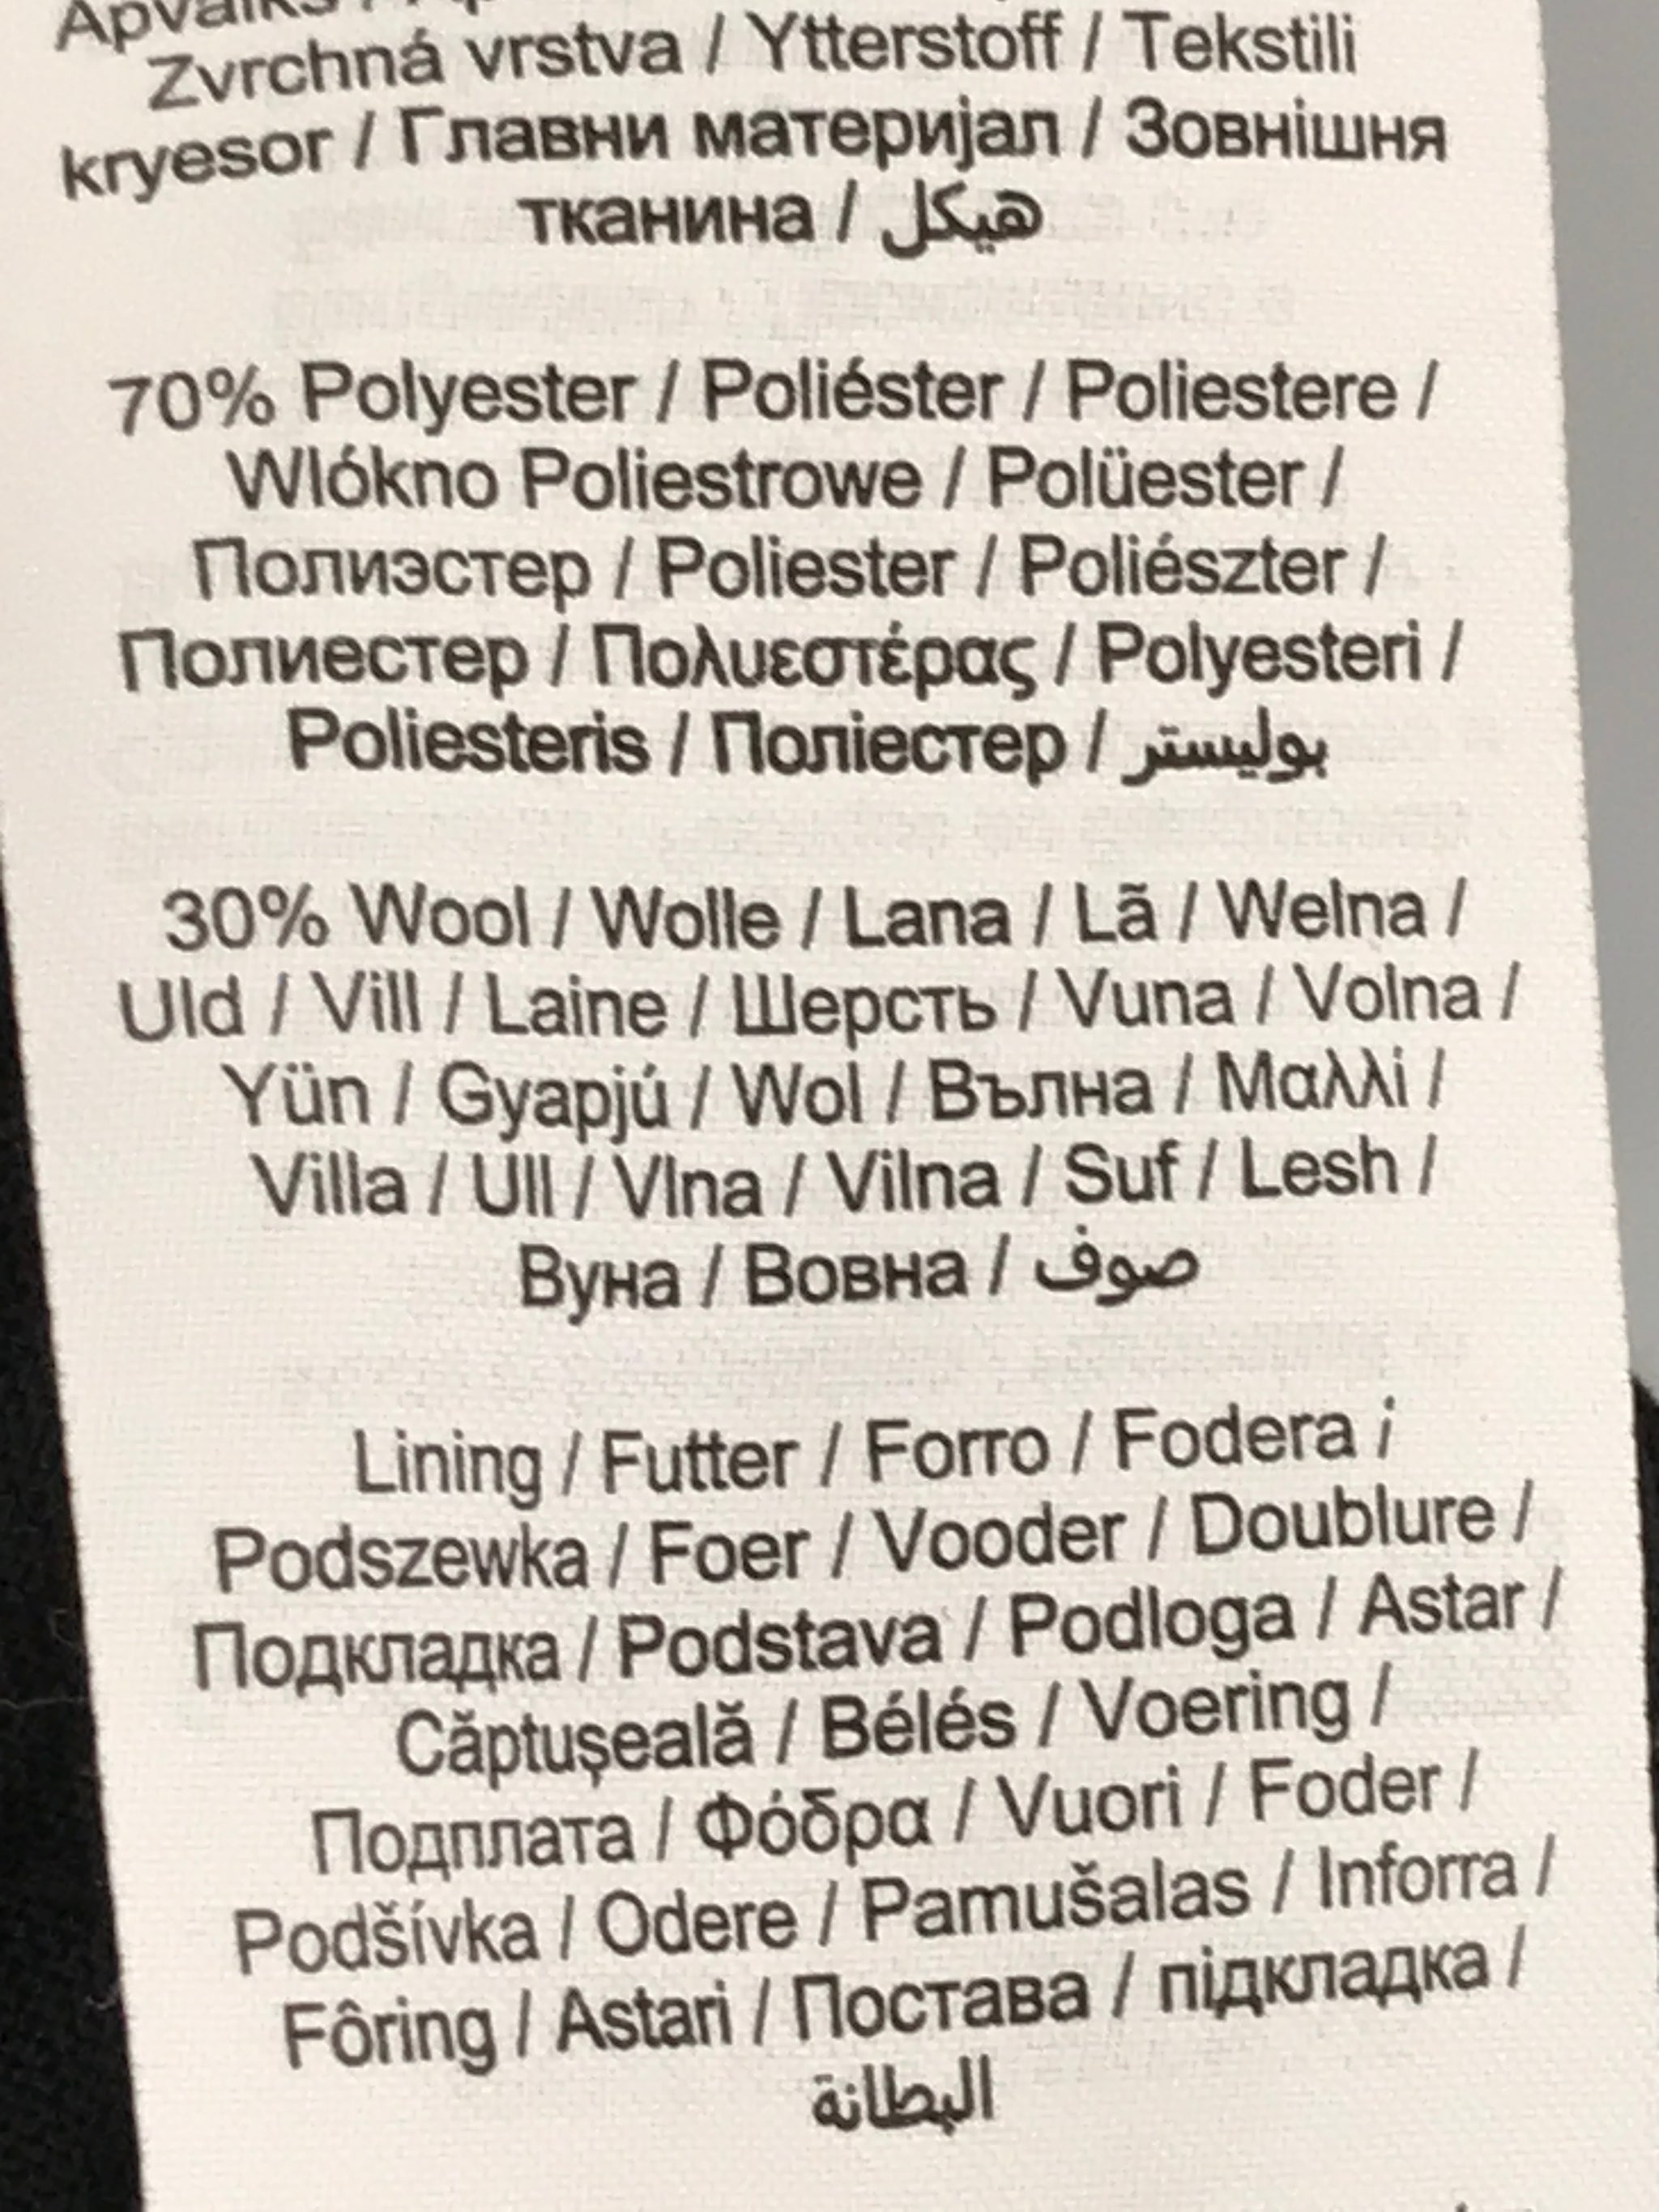 Apvalks /
Zvrchná vrstva / Ytterstoff / Tekstili
kryesor / Главни материјал / Зовнішня
тканина / هيكل
70% Polyester / Poliéster / Poliestere /
Wlókno Poliestrowe / Polüester /
Полиэстер / Poliester / Poliészter /
Полиестер / Πολυεστέρας / Polyesteri /
Poliesteris / Поліестер / بوليستر
30% Wool / Wolle / Lana / Lã / Welna /
Uld / Vill / Laine / Шерсть / Vuna / Volna /
Yün / Gyapjú / Wol / Вълна / Μαλλi /
Villa / Ull / Vlna / Vilna / Suf / Lesh /
Вуна / Вовна / صوف
Lining / Futter / Forro / Fodera i
Podszewka / Foer / Vooder / Doublure /
Подкладка / Podstava / Podloga / Astar /
Căptușeală / Bélés / Voering /
Подплата / Φόδρα / Vuori / Foder /
Podšívka / Odere / Pamušalas / Inforra /
Fôring / Astari / Постава / підкладка /
البطانة